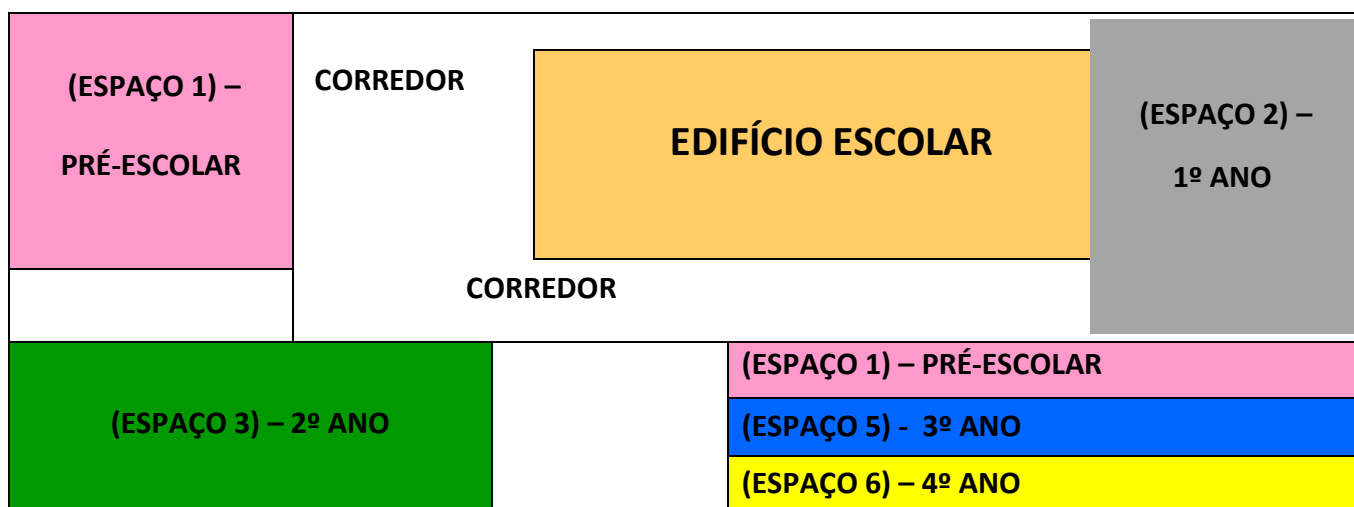 (ESPAÇO 1) –
PRÉ-ESCOLAR
CORREDOR
EDIFÍCIO ESCOLAR
(ESPAÇO 2) –
1º ANO
CORREDOR
(ESPAÇO 3) – 2º ANO
(ESPAÇO 1) – PRÉ-ESCOLAR
(ESPAÇO 5) - 3º ANO
(ESPAÇO 6) – 4º ANO